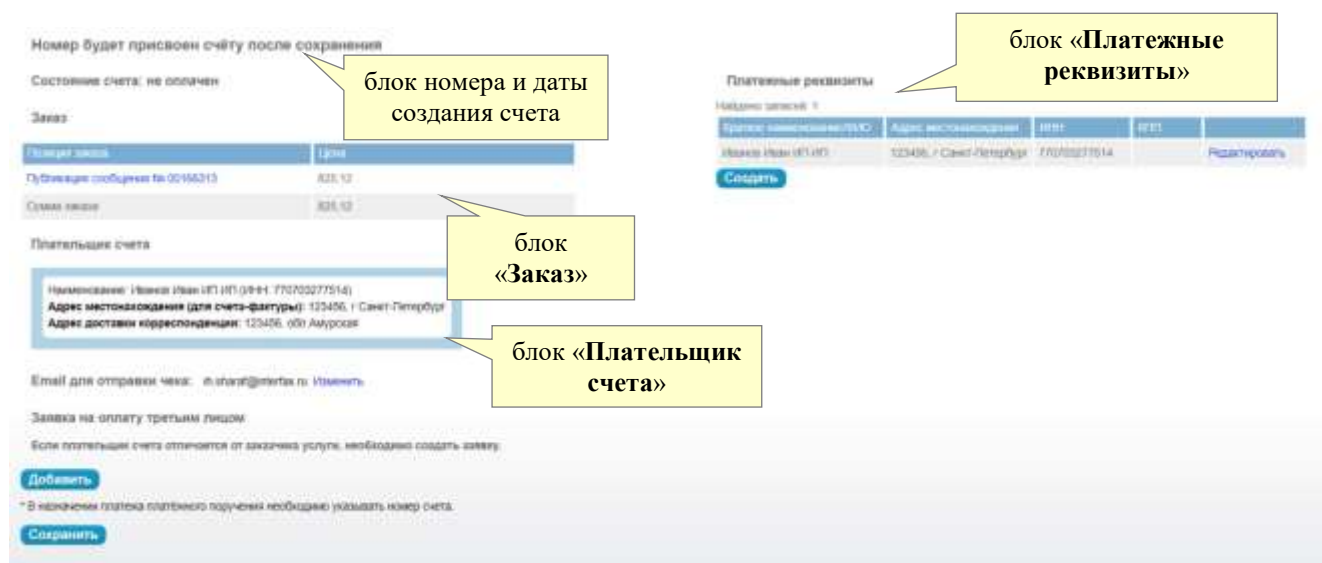 Номер будет присвоен счёту после сохранения
блок номера и даты
создания счета
Состояние счета: не оплачен
Заказ
Позиция заказа Цена
Публикация сообщения № 00166313
825,12
Сумма заказа 825,12
блок
«Заказ»
Плательщик счета
Наименование: Иванов Иван ИП ИП (ИНН: 770703277514)
Адрес местонахождения (для счета-фактуры): 123456, г Санкт-Петербург
Адрес доставки корреспонденции: 123456, обл Амурская
блок «Плательщик
счета»
Email для отправки чека: Изменить
Заявка на оплату третьим лицом
Если плательщик счета отличается от заказчика услуги, необходимо создать заявку.
Добавить
* В назначении платежа платёжного поручения необходимо указывать номер счета.
Сохранить
блок «Платежные
реквизиты»
Платежные реквизиты
Найдено записей: 1
Краткое наименование/ФИО Адрес местонахождения ИНН КПП
Иванов Иван ИП ИП 123456, г Санкт-Петербург 770703277514 Редактировать
Создать